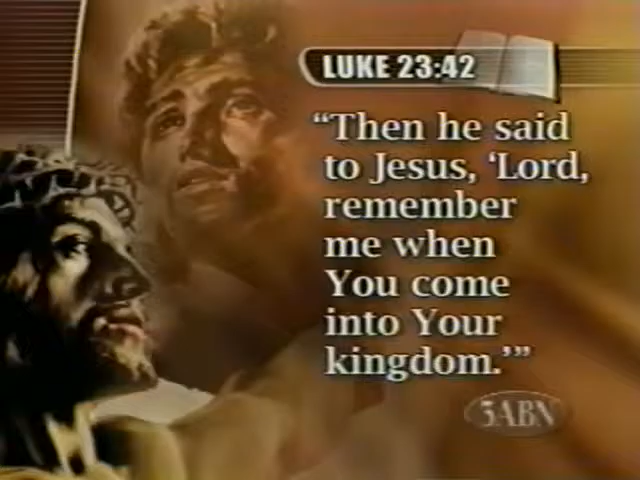 LUKE 23:42
“Then he said
to Jesus, ‘Lord,
remember
me when
You come
into Your
kingdom.’”
3ABN